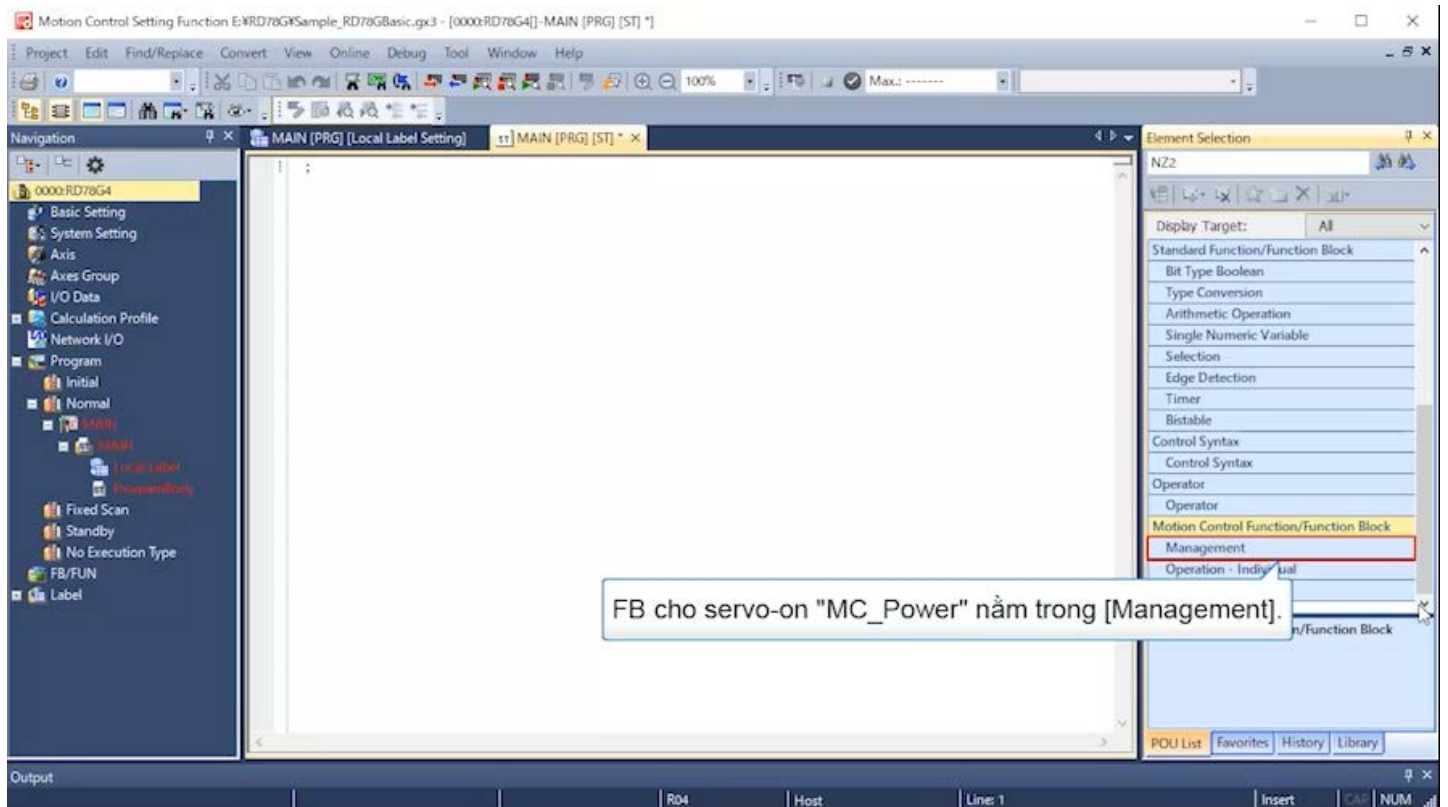 Motion Control Setting Function E:¥RD78G¥Sample_RD78GBasic.gx3 - [0000:RD78G4[]-MAIN [PRG] [ST] *]
Project Edit Find/Replace Convert View Online Debug Tool Window Help
100% Max.: -------
Navigation
MAIN [PRG] [Local Label Setting]
MAIN [PRG] [ST] *
Element Selection
0000:RD78G4
Basic Setting
System Setting
Axis
Axes Group
I/O Data
Calculation Profile
Network I/O
Program
Initial
Normal
MAIN
MAIN
Local Label
ProgramBody
Fixed Scan
Standby
No Execution Type
FB/FUN
Label
1 ;
NZ2
Display Target: All
Standard Function/Function Block
Bit Type Boolean
Type Conversion
Arithmetic Operation
Single Numeric Variable
Selection
Edge Detection
Timer
Bistable
Control Syntax
Control Syntax
Operator
Operator
Motion Control Function/Function Block
Management
Operation - Individual
FB cho servo-on "MC_Power" nằm trong [Management].
n/Function Block
POU List Favorites History Library
Output
R04 Host Line: 1 Insert CAP NUM